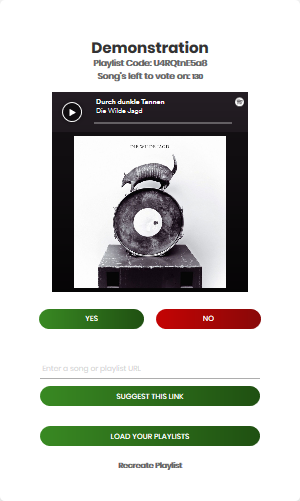 Demonstration
Playlist Code: U4RQtnE5a8
Song's left to vote on: 130
Durch dunkle Tannen
Die Wilde Jagd
DIE WILDE JAGD
YES
NO
Enter a song or playlist URL
SUGGEST THIS LINK
LOAD YOUR PLAYLISTS
Recreate Playlist